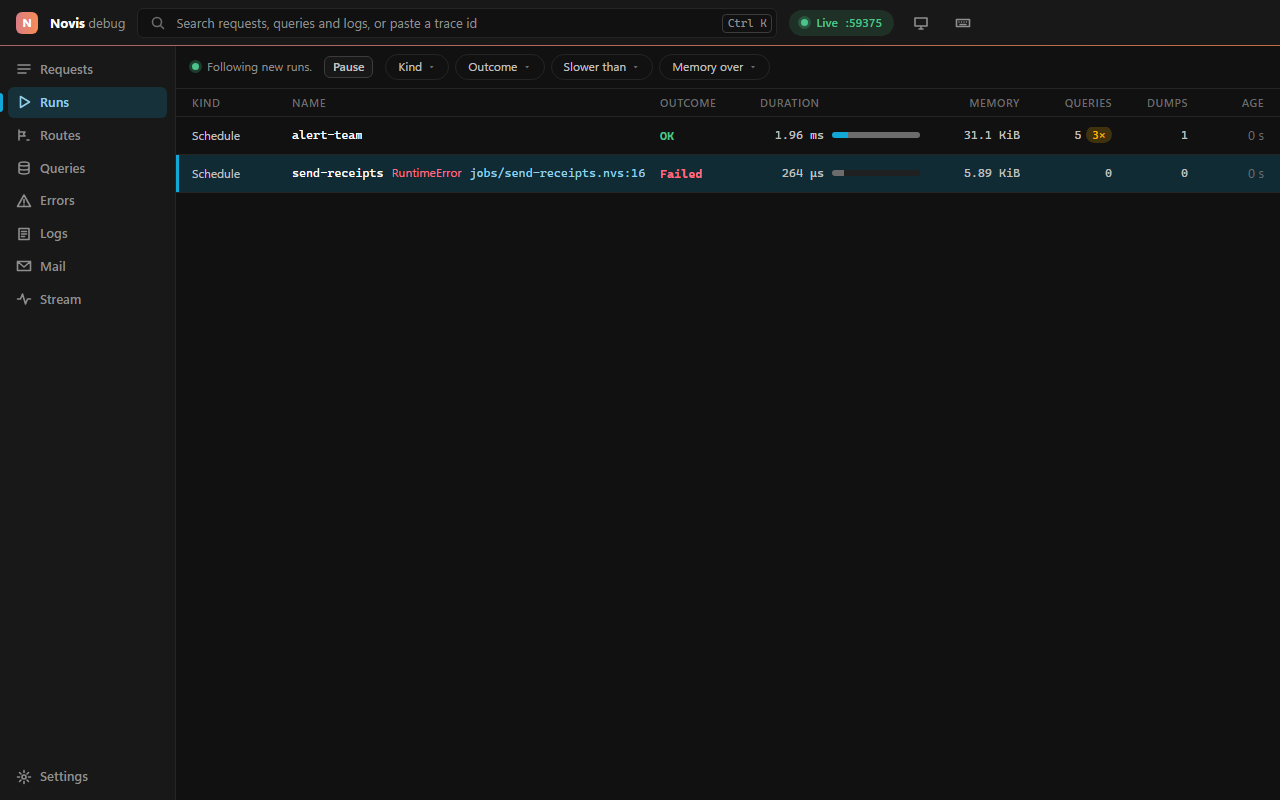 N Novis debug Search requests, queries and logs, or paste a trace id Ctrl K Live :59375
Requests
Runs
Routes
Queries
Errors
Logs
Mail
Stream
Settings
Following new runs. Pause Kind Outcome Slower than Memory over
KIND NAME OUTCOME DURATION MEMORY QUERIES DUMPS AGE
Schedule alert-team OK 1.96 ms 31.1 KiB 5 3× 1 0 s
Schedule send-receipts RuntimeError jobs/send-receipts.nvs:16 Failed 264 µs 5.89 KiB 0 0 0 s